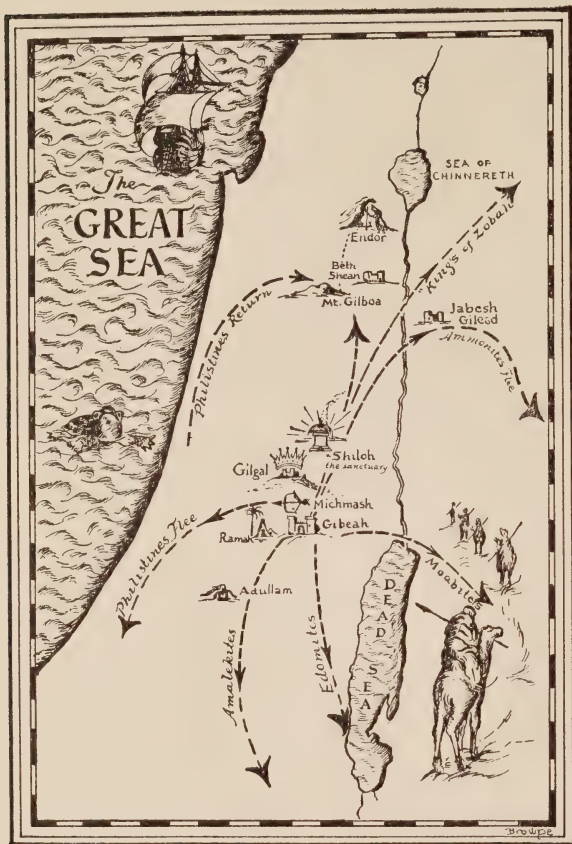 The
GREAT
SEA
SEA OF
CHINNERETH
Endor
Beth
Shean
Mt. Gilboa
Kings of Zobah
Jabesh
Gilead
Ammonites Flee
Philistines Return
Shiloh
the sanctuary
Gilgal
Michmash
Gibeah
Ramah
Philistines Flee
Moabites
Adullam
Amalekites
Edomites
DEAD SEA
Browne